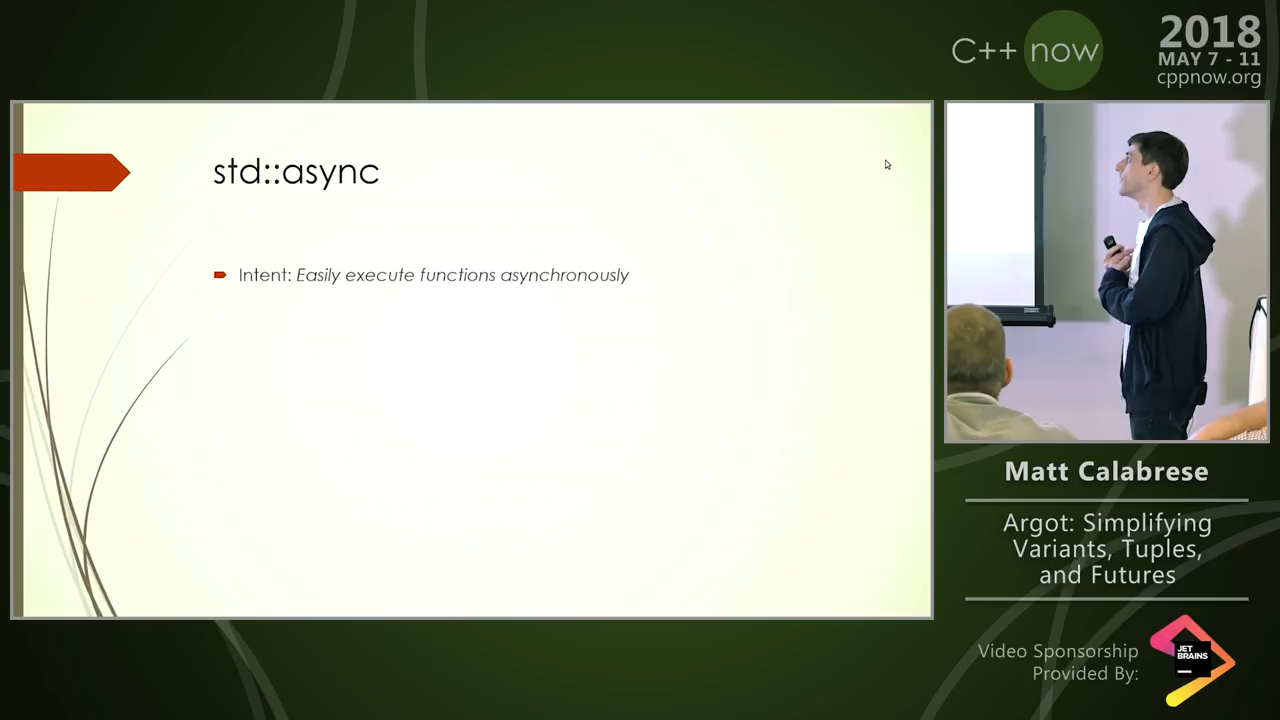 C++ now
2018
MAY 7 - 11
cppnow.org
std::async
Intent: Easily execute functions asynchronously
Matt Calabrese
Argot: Simplifying
Variants, Tuples,
and Futures
Video Sponsorship
Provided By:
JET
BRAINS